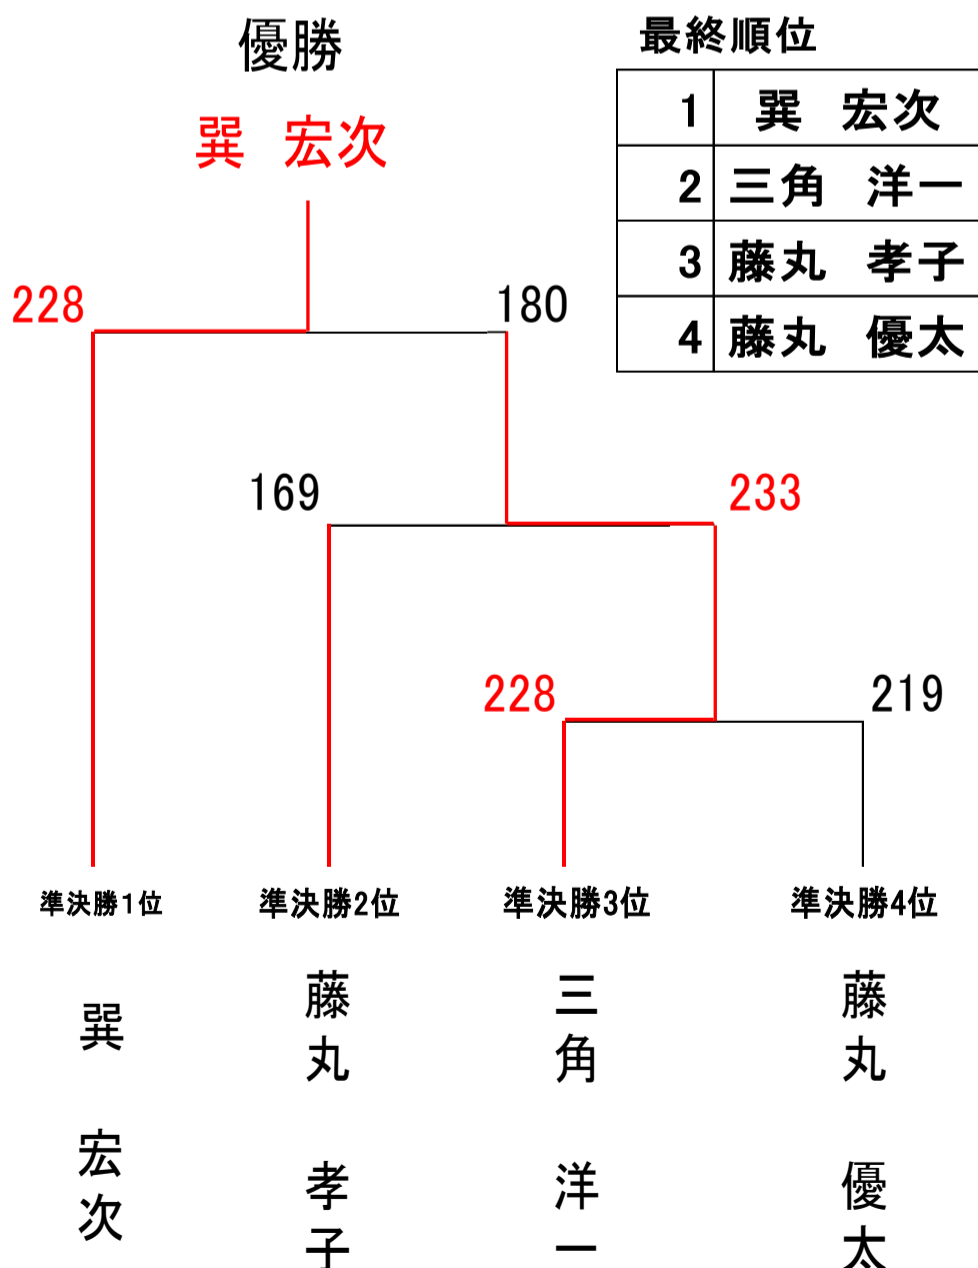 優勝
巽 宏次
最終順位
1 巽 宏次
2 三角 洋一
3 藤丸 孝子
4 藤丸 優太
228
180
169
233
228
219
準決勝1位
準決勝2位
準決勝3位
準決勝4位
巽 宏次
藤丸 孝子
三角 洋一
藤丸 優太